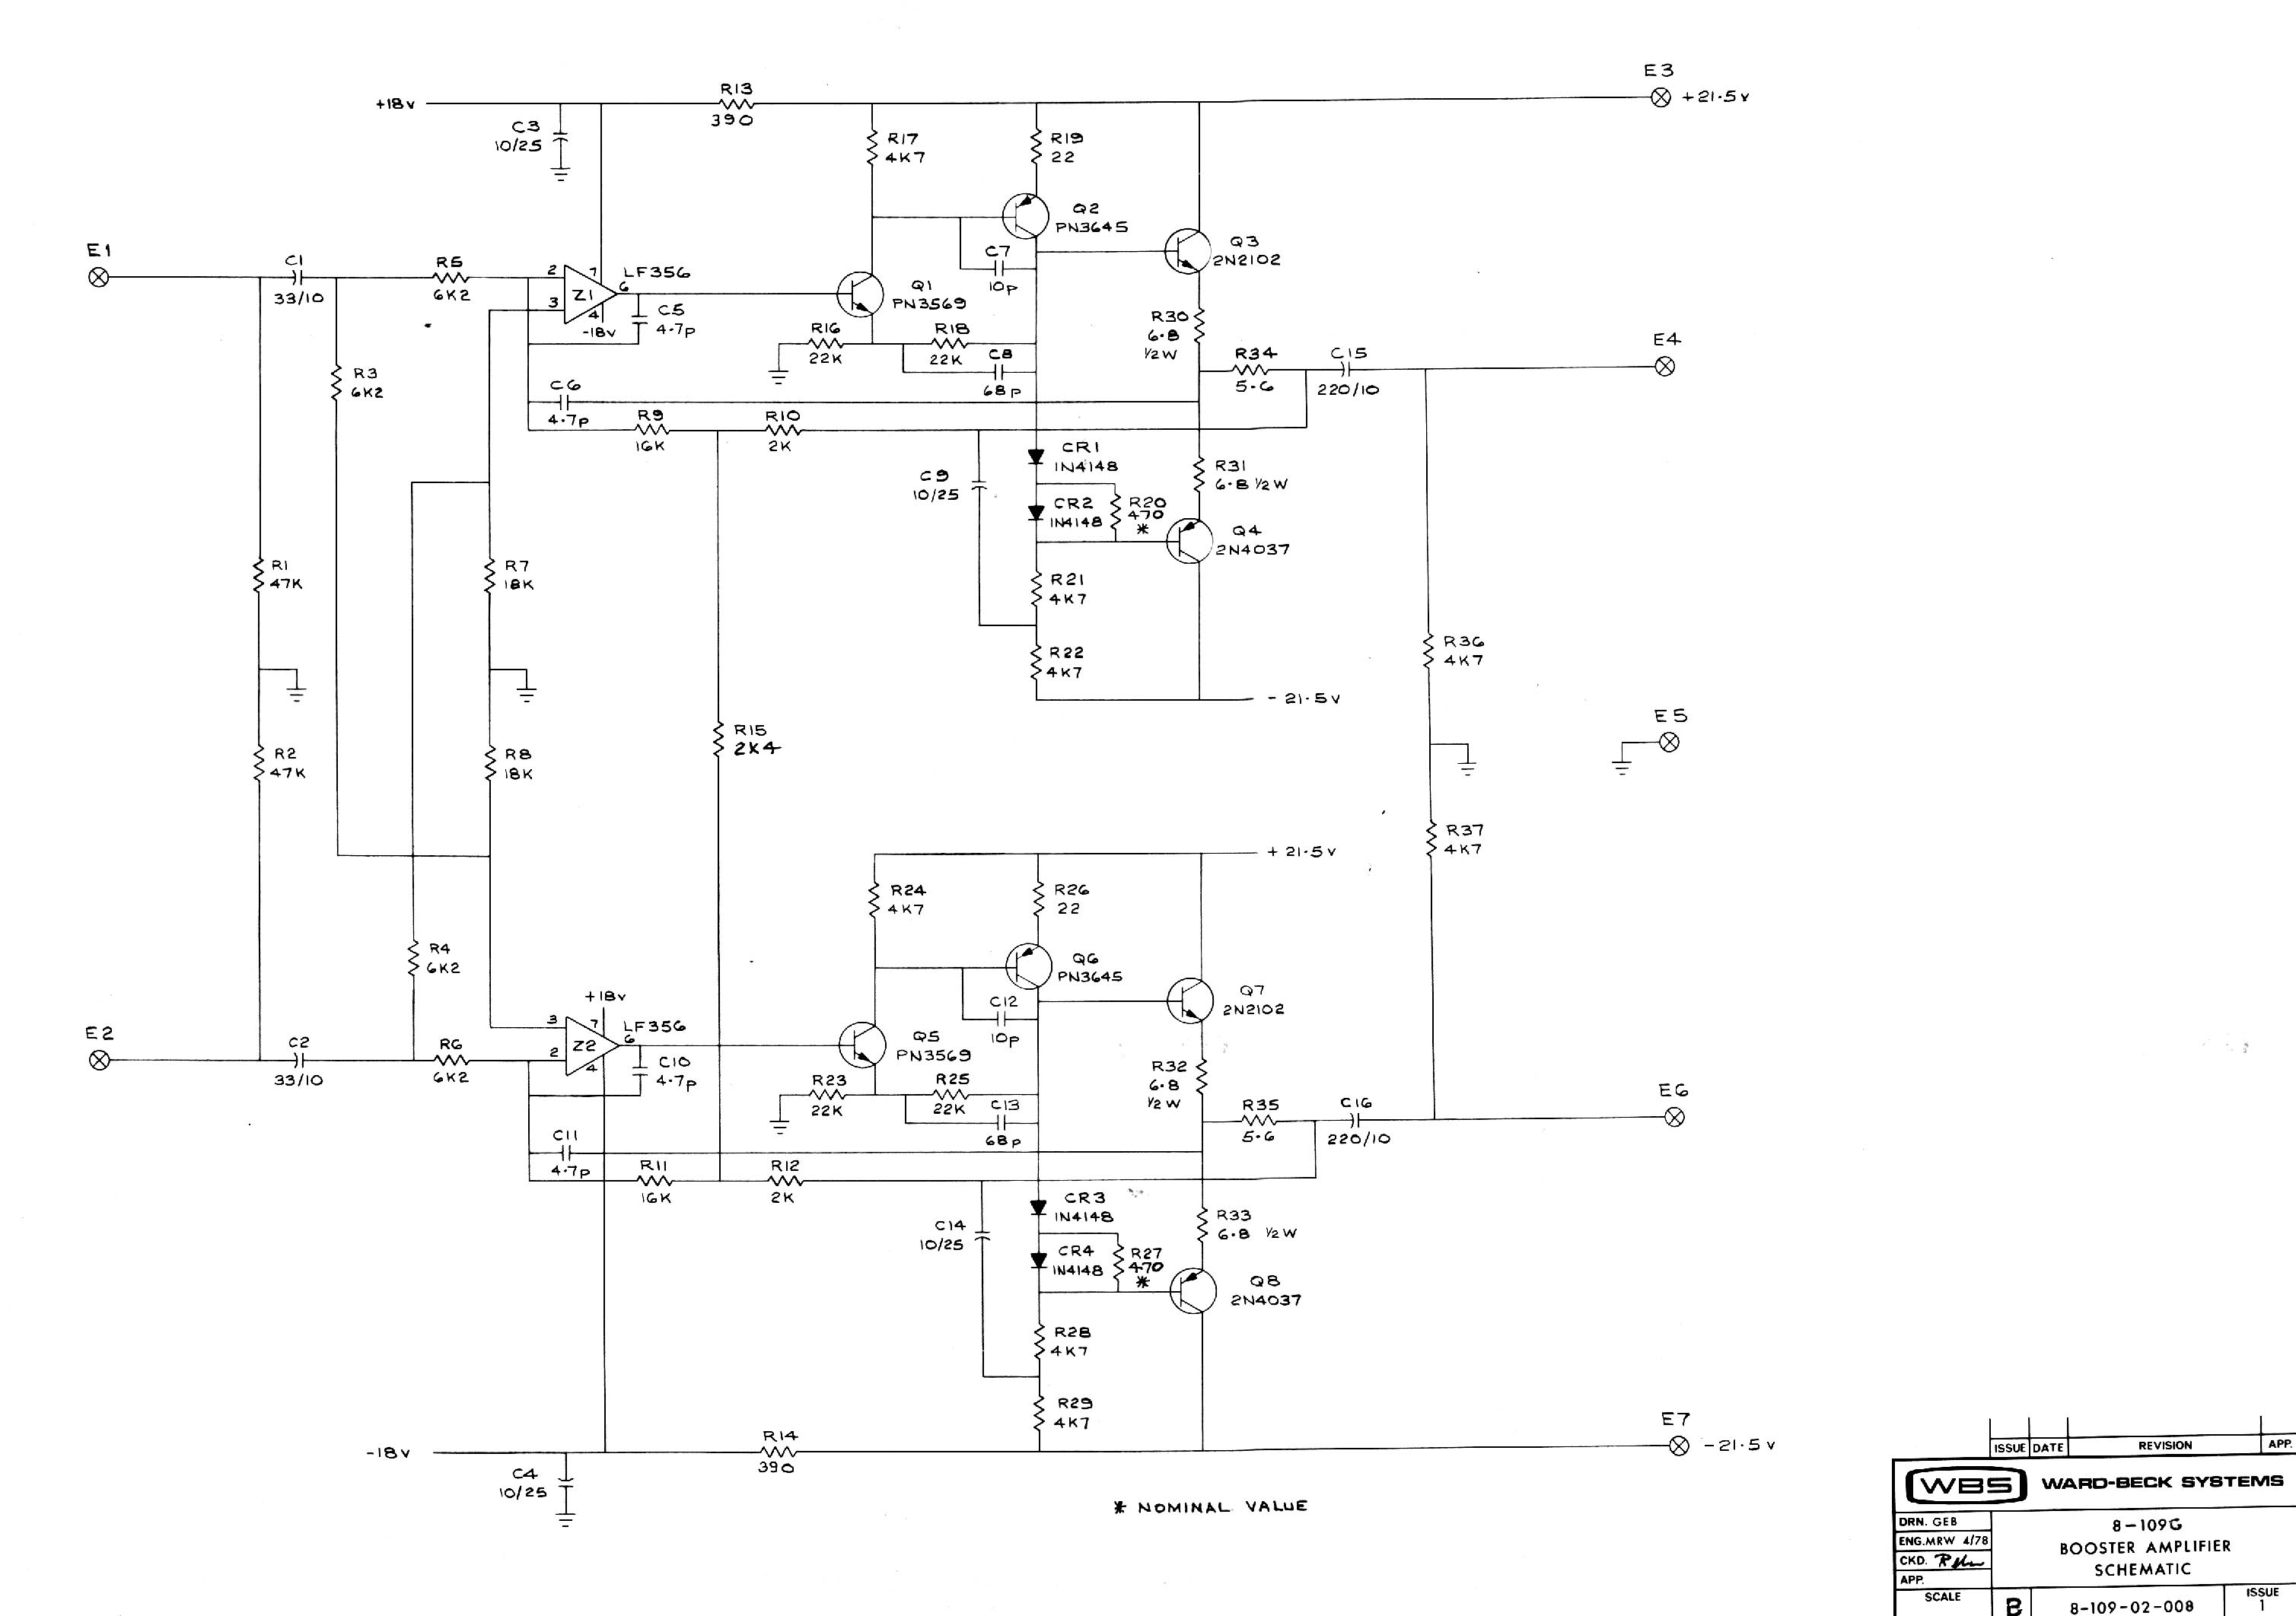 E3
+21.5V
+18V
R13
390
C3
10/25
R17
4K7
R19
22
Q2
PN3645
Q3
2N2102
E1
C1
33/10
R5
6K2
2
7
LF356
Z1
6
3
4
-18V
C5
4.7P
Q1
PN3569
C7
10P
R16
22K
R18
22K
C8
68P
R30
6.8
1/2W
R34
5.6
C15
220/10
E4
R3
6K2
C6
4.7P
R9
16K
R10
2K
C9
10/25
CR1
1N4148
CR2
1N4148
R20
470
*
R31
6.8 1/2W
Q4
2N4037
R1
47K
R7
18K
R21
4K7
R22
4K7
- 21.5V
R36
4K7
E5
R2
47K
R8
18K
R15
2K4
R37
4K7
+ 21.5V
R24
4K7
R26
22
Q6
PN3645
Q7
2N2102
R4
6K2
C12
10P
E2
C2
33/10
R6
6K2
+18V
3
7
LF356
Z2
6
2
4
C10
4.7P
Q5
PN3569
R23
22K
R25
22K
C13
68P
R32
6.8
1/2 W
R35
5.6
C16
220/10
E6
C11
4.7P
R11
16K
R12
2K
C14
10/25
CR3
1N4148
CR4
1N4148
R27
470
*
R33
6.8 1/2W
Q8
2N4037
R28
4K7
R29
4K7
-18V
R14
390
E7
-21.5V
C4
10/25
* NOMINAL VALUE
ISSUE DATE REVISION APP.
WBS WARD-BECK SYSTEMS
DRN. GEB
ENG. MRW 4/78
CKD.
APP.
SCALE
8-109G
BOOSTER AMPLIFIER
SCHEMATIC
B
8-109-02-008
ISSUE
1